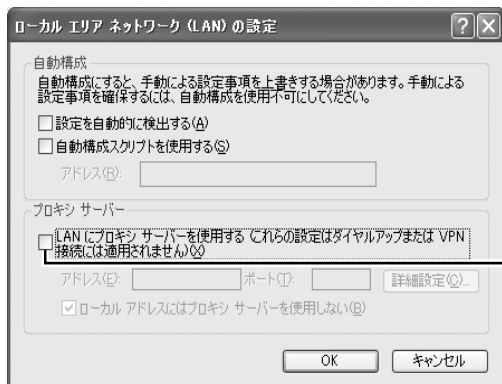 ローカル エリア ネットワーク (LAN) の設定
自動構成
自動構成にすると、手動による設定事項を上書きする場合があります。手動による
設定事項を確保するには、自動構成を使用不可にしてください。
設定を自動的に検出する(A)
自動構成スクリプトを使用する(S)
アドレス(R):
プロキシ サーバー
LAN にプロキシ サーバーを使用する (これらの設定はダイヤルアップまたは VPN
接続には適用されません)(X)
アドレス(E): ポート(T): 詳細設定(C)...
ローカル アドレスにはプロキシ サーバーを使用しない(B)
OK キャンセル